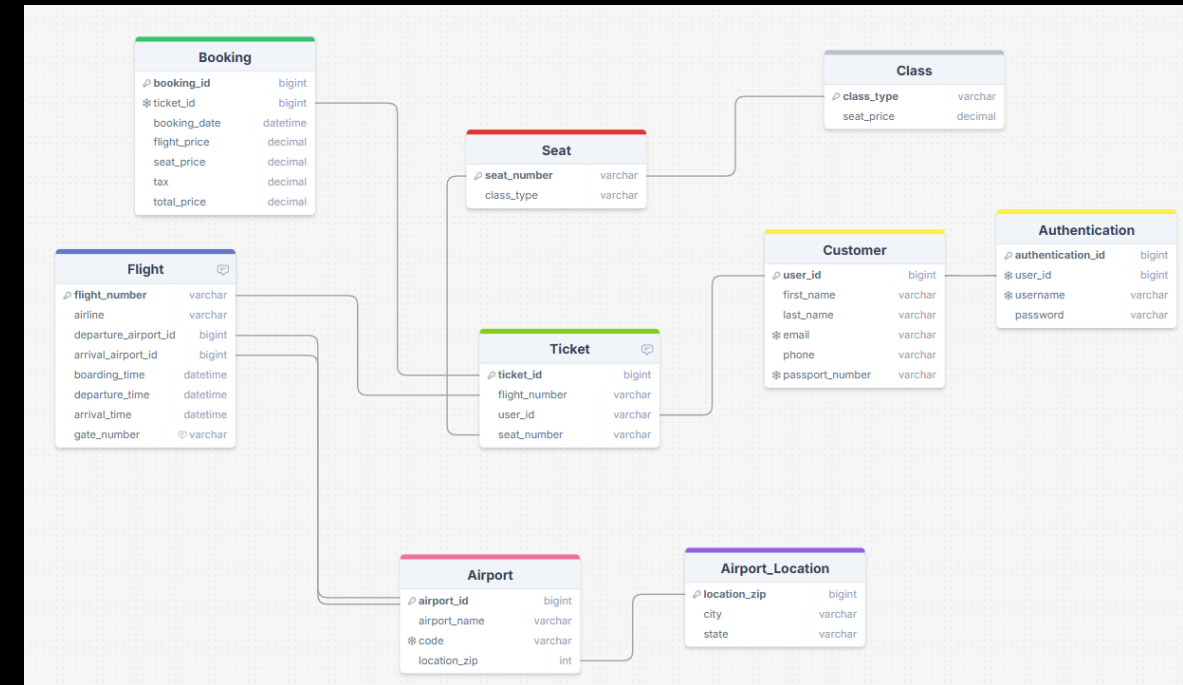 Booking
booking_id bigint
ticket_id bigint
booking_date datetime
flight_price decimal
seat_price decimal
tax decimal
total_price decimal
Class
class_type varchar
seat_price decimal
Seat
seat_number varchar
class_type varchar
Authentication
authentication_id bigint
user_id bigint
username varchar
password varchar
Customer
user_id bigint
first_name varchar
last_name varchar
email varchar
phone varchar
passport_number varchar
Flight
flight_number varchar
airline varchar
departure_airport_id bigint
arrival_airport_id bigint
boarding_time datetime
departure_time datetime
arrival_time datetime
gate_number varchar
Ticket
ticket_id bigint
flight_number varchar
user_id varchar
seat_number varchar
Airport
airport_id bigint
airport_name varchar
code varchar
location_zip int
Airport_Location
location_zip bigint
city varchar
state varchar